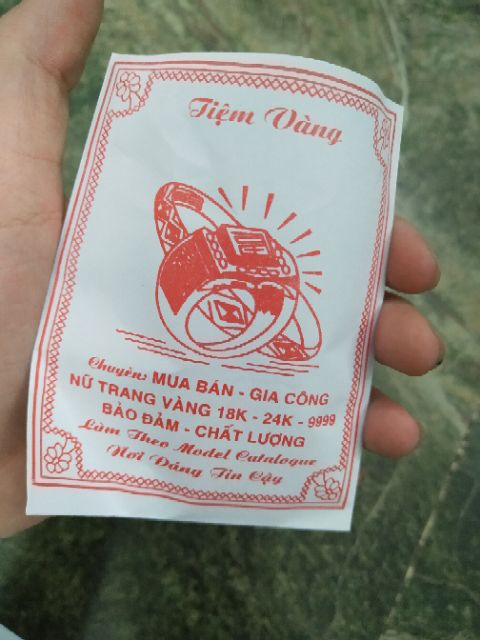 Tiệm Vàng
Chuyên: MUA BÁN - GIA CÔNG
NỮ TRANG VÀNG 18K - 24K - 9999
BẢO ĐẢM - CHẤT LƯỢNG
Làm Theo Model Catalogue
Nơi Đáng Tin Cậy